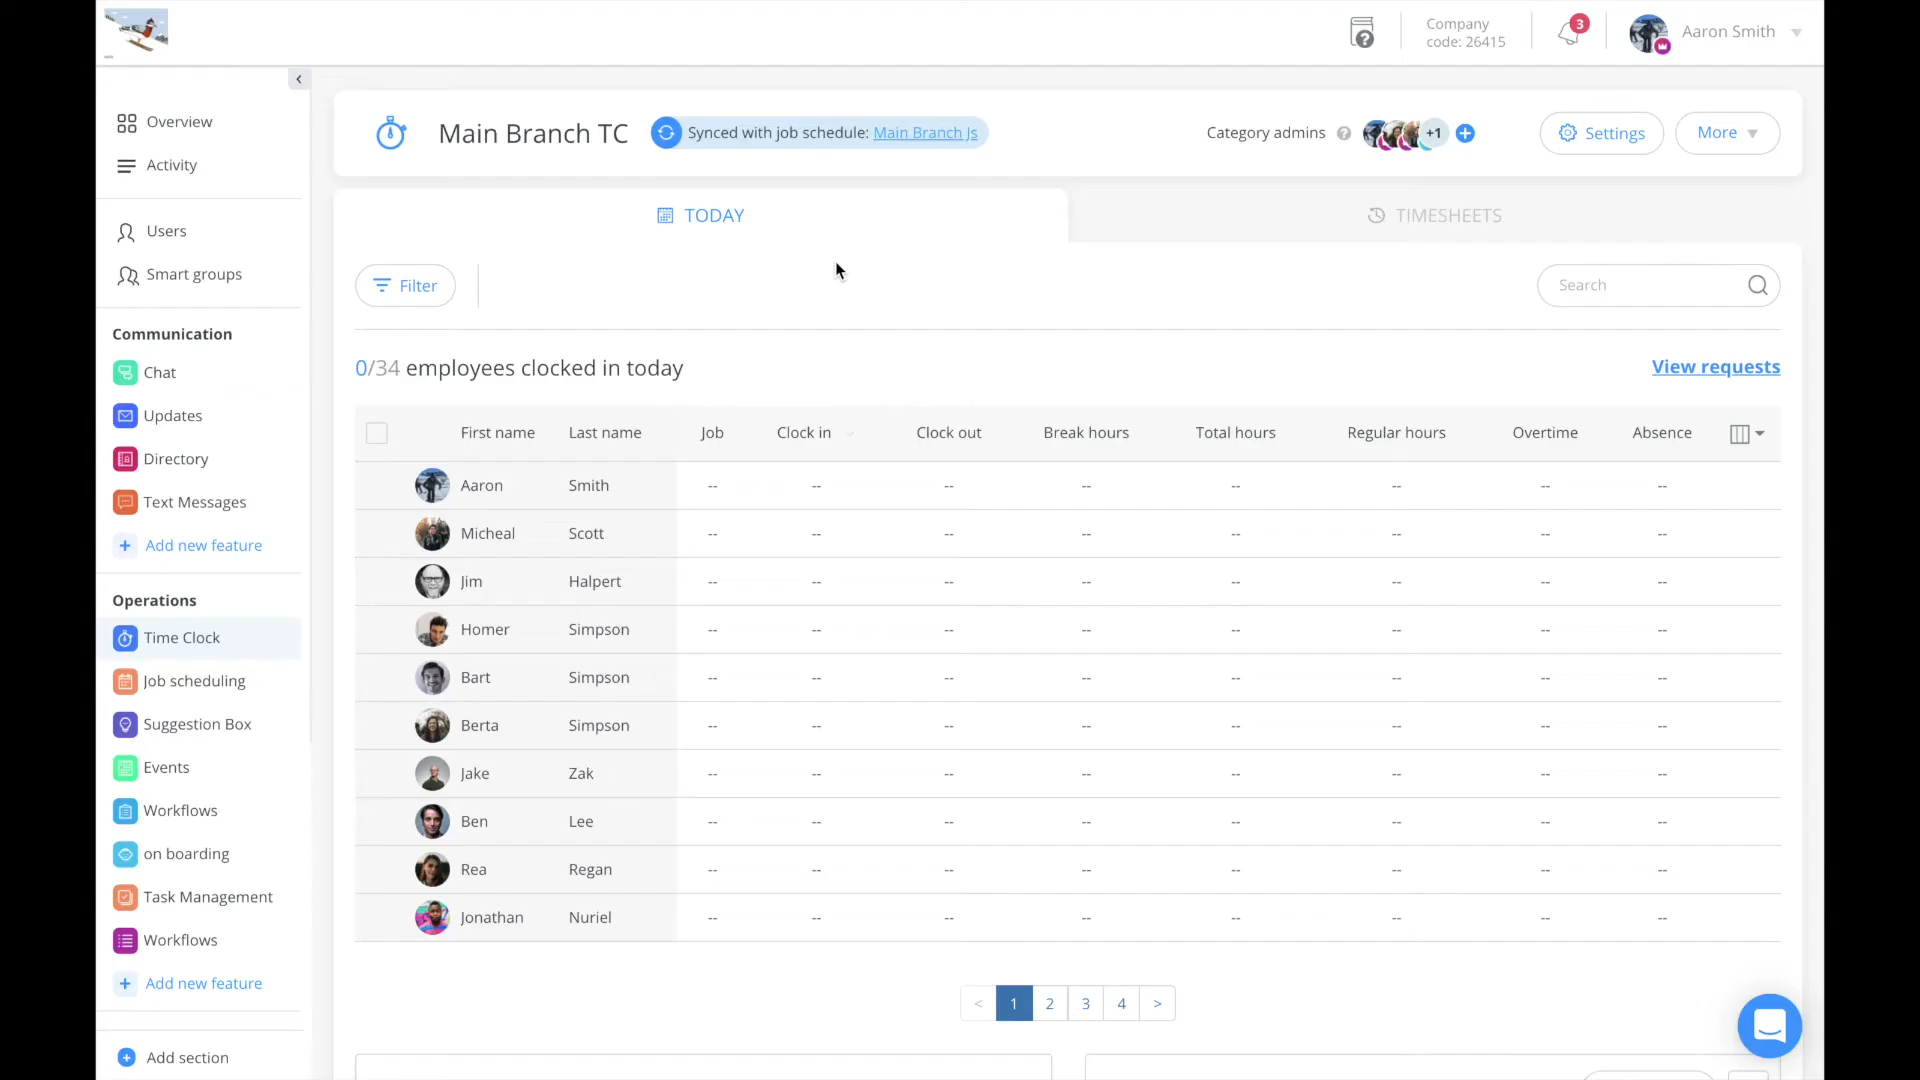 Company
code: 26415
3
Aaron Smith
Overview
Activity
Users
Smart groups
Communication
Chat
Updates
Directory
Text Messages
+ Add new feature
Operations
Time Clock
Job scheduling
Suggestion Box
Events
Workflows
on boarding
Task Management
Workflows
+ Add new feature
Add section
Main Branch TC
Synced with job schedule: Main Branch Js
Category admins
+1
Settings
More
TODAY
TIMESHEETS
Filter
Search
0/34 employees clocked in today
View requests
First name Last name Job Clock in Clock out Break hours Total hours Regular hours Overtime Absence
Aaron Smith -- -- -- -- -- -- -- --
Micheal Scott -- -- -- -- -- -- -- --
Jim Halpert -- -- -- -- -- -- -- --
Homer Simpson -- -- -- -- -- -- -- --
Bart Simpson -- -- -- -- -- -- -- --
Berta Simpson -- -- -- -- -- -- -- --
Jake Zak -- -- -- -- -- -- -- --
Ben Lee -- -- -- -- -- -- -- --
Rea Regan -- -- -- -- -- -- -- --
Jonathan Nuriel -- -- -- -- -- -- -- --
< 1 2 3 4 >